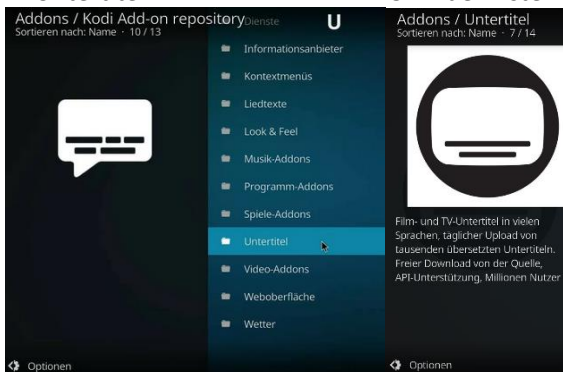 Addons / Kodi Add-on repository
Sortieren nach: Name · 10 / 13
Dienste
U
Informationsanbieter
Kontextmenüs
Liedtexte
Look & Feel
Musik-Addons
Programm-Addons
Spiele-Addons
Untertitel
Video-Addons
Weboberfläche
Wetter
Optionen
Addons / Untertitel
Sortieren nach: Name · 7 / 14
Film- und TV-Untertitel in vielen
Sprachen, täglicher Upload von
tausenden übersetzten Untertiteln.
Freier Download von der Quelle,
API-Unterstützung, Millionen Nutzer
Optionen